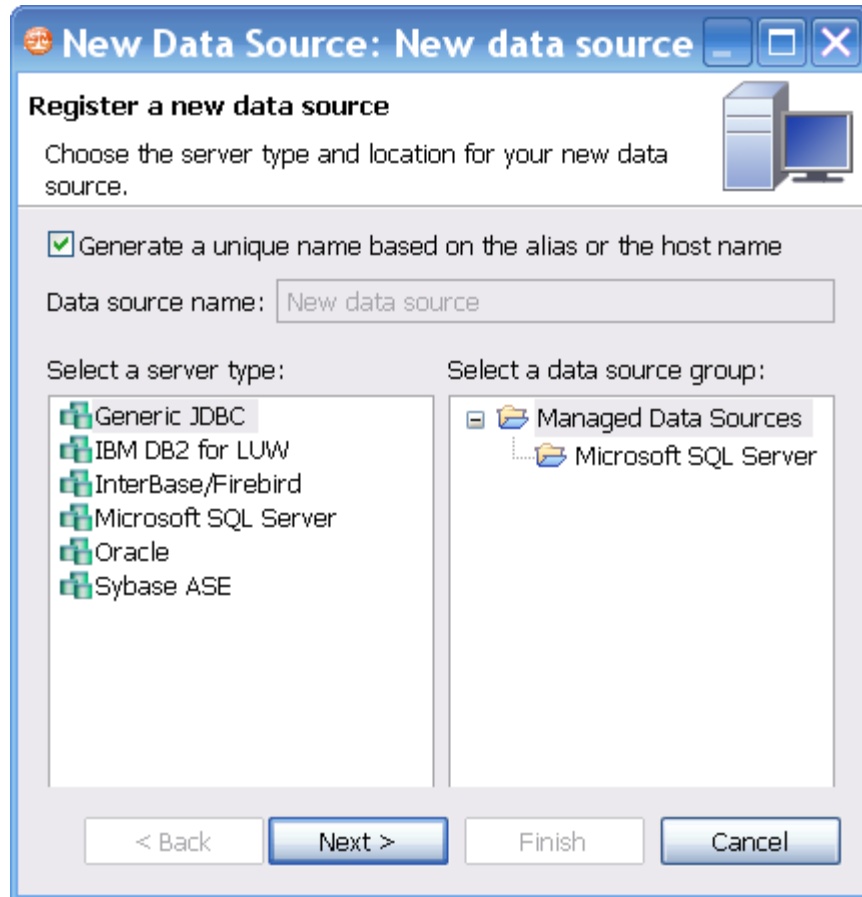 New Data Source: New data source
Register a new data source
Choose the server type and location for your new data
source.
Generate a unique name based on the alias or the host name
Data source name: New data source
Select a server type:
Generic JDBC
IBM DB2 for LUW
InterBase/Firebird
Microsoft SQL Server
Oracle
Sybase ASE
Select a data source group:
Managed Data Sources
Microsoft SQL Server
< Back Next > Finish Cancel